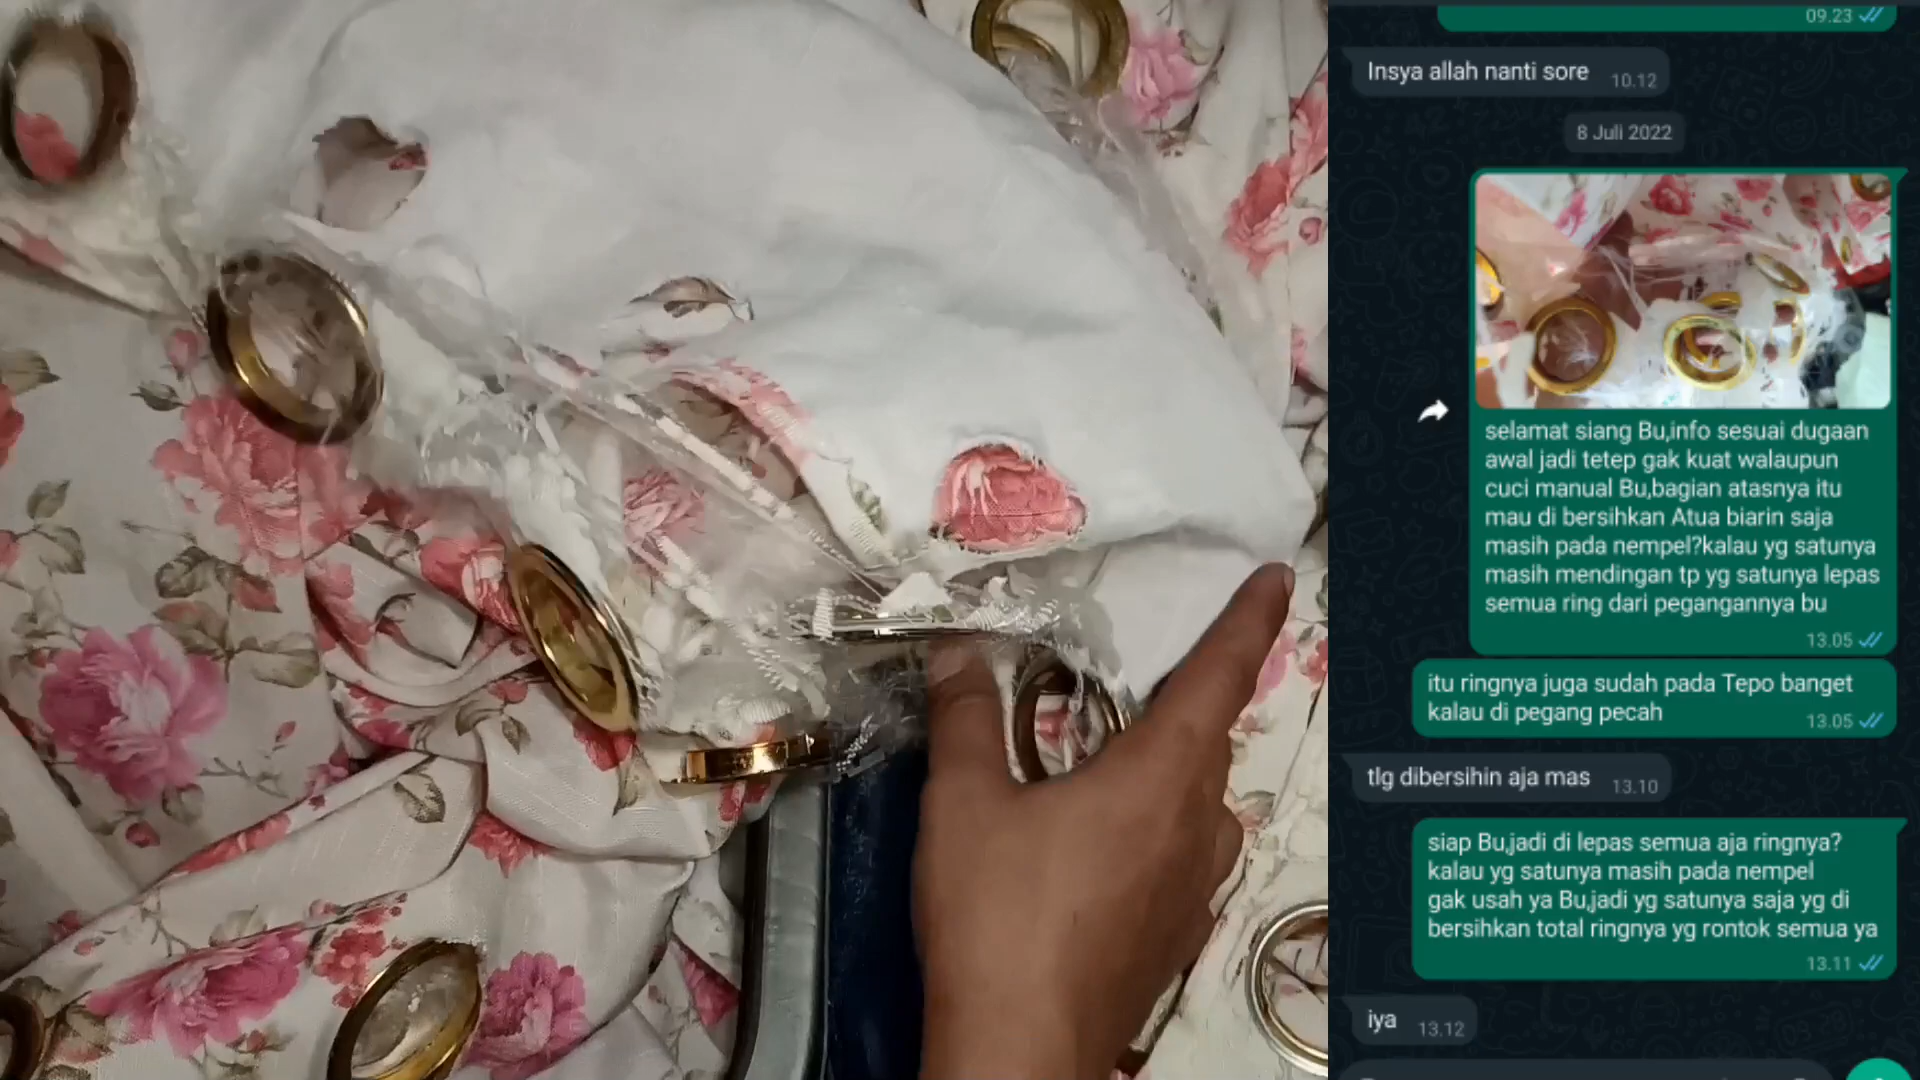 09.23
Insya allah nanti sore 10.12
8 Juli 2022
selamat siang Bu,info sesuai dugaan
awal jadi tetep gak kuat walaupun
cuci manual Bu,bagian atasnya itu
mau di bersihkan Atua biarin saja
masih pada nempel?kalau yg satunya
masih mendingan tp yg satunya lepas
semua ring dari pegangannya bu
13.05
itu ringnya juga sudah pada Tepo banget
kalau di pegang pecah 13.05
tlg dibersihin aja mas 13.10
siap Bu,jadi di lepas semua aja ringnya?
kalau yg satunya masih pada nempel
gak usah ya Bu,jadi yg satunya saja yg di
bersihkan total ringnya yg rontok semua ya
13.11
iya 13.12